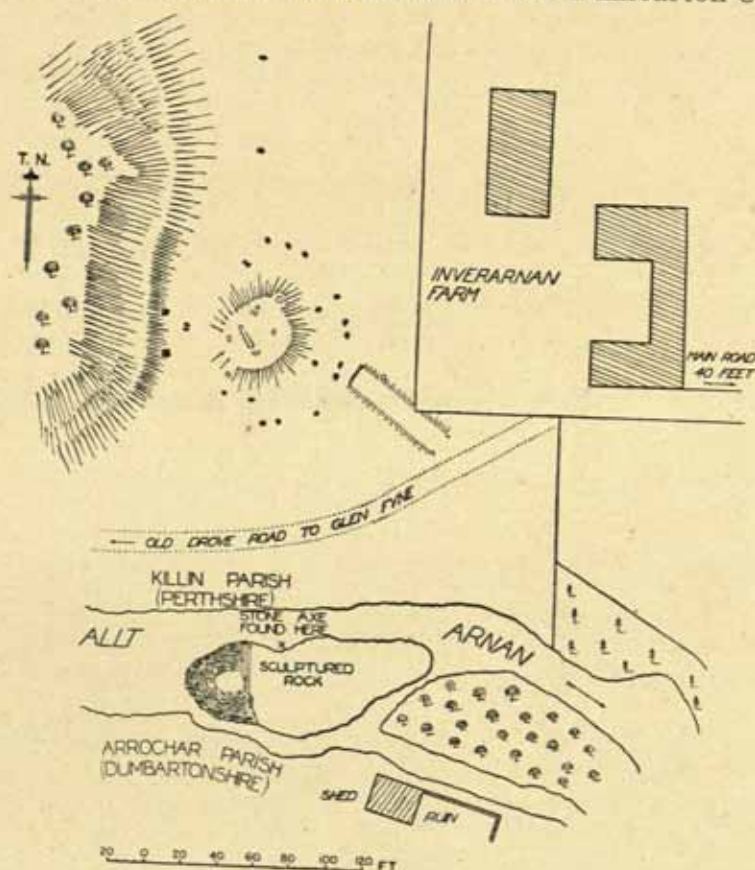 T. N.
INVERARNAN
FARM
MAIN ROAD
40 FEET
← OLD DROVE ROAD TO GLEN FYNE
KILLIN PARISH
(PERTHSHIRE)
STONE AXE
FOUND HERE
ALLT
ARNAN
SCULPTURED
ROCK
ARROCHAR PARISH
(DUMBARTONSHIRE)
SHED
RUIN
20 0 20 40 60 80 100 120 FT